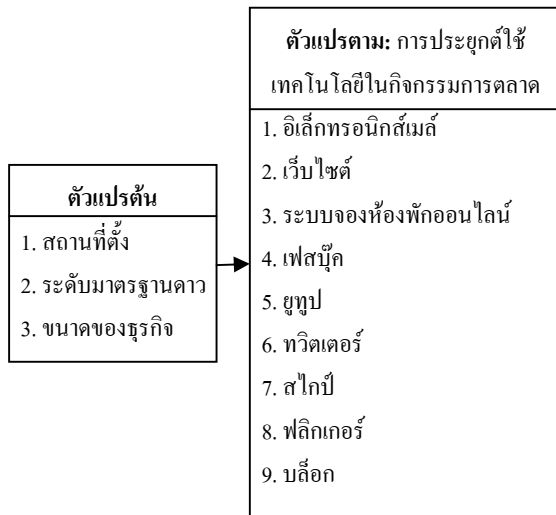 ตัวแปรต้น
1. สถานที่ตั้ง
2. ระดับมาตรฐานดาว
3. ขนาดของธุรกิจ
ตัวแปรตาม: การประยุกต์ใช้
เทคโนโลยีในกิจกรรมการตลาด
1. อิเล็กทรอนิกส์เมล์
2. เว็บไซต์
3. ระบบจองห้องพักออนไลน์
4. เฟสบุ๊ค
5. ยูทูป
6. ทวิตเตอร์
7. สไกป์
8. ฟลิกเกอร์
9. บล็อก